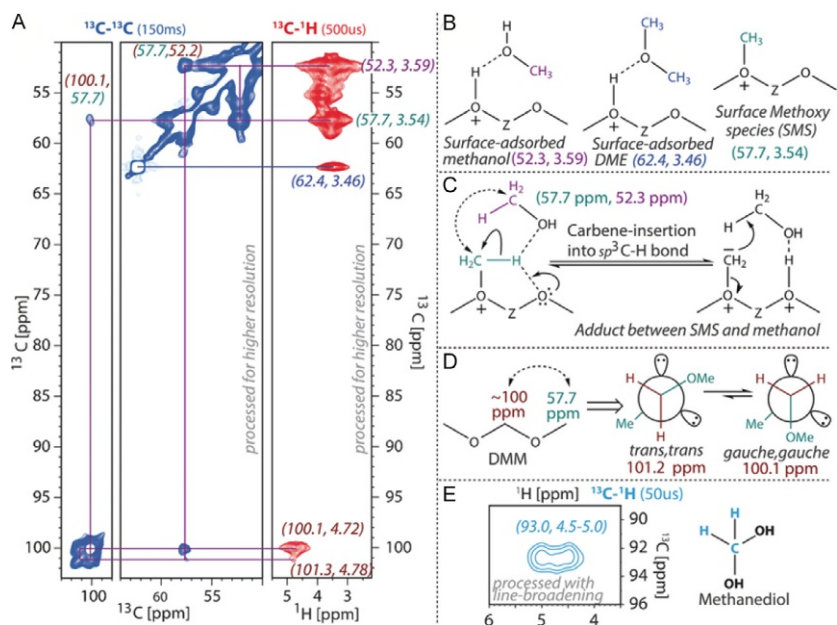 A
¹³C-¹³C (150ms)
¹³C-¹H (500us)
(57.7,52.2)
(100.1,
57.7)
(52.3, 3.59)
(57.7, 3.54)
(62.4, 3.46)
55
60
65
70
75
80
85
90
95
100
¹³C [ppm]
processed for higher resolution
processed for higher resolution
55
60
65
70
75
80
85
90
95
100
¹³C [ppm]
(100.1, 4.72)
(101.3, 4.78)
100
60
55
5
4
3
¹³C [ppm]
¹H [ppm]
B
H
O
CH₃
H
O
+
Z
O
Surface-adsorbed
methanol (52.3, 3.59)
CH₃
O
CH₃
H
O
+
Z
O
Surface-adsorbed
DME (62.4, 3.46)
CH₃
O
+
Z
O
Surface Methoxy
species (SMS)
(57.7, 3.54)
C
H₂
C
H
OH
(57.7 ppm, 52.3 ppm)
H₂C
H
O
+
Z
O
Carbene-insertion
into sp³C-H bond
H₂
C
H
OH
CH₂
H
O
+
Z
O
+
Adduct between SMS and methanol
D
~100
ppm
57.7
ppm
O
O
DMM
H
OMe
Me
H
trans,trans
101.2 ppm
H
H
Me
OMe
gauche,gauche
100.1 ppm
E
¹H [ppm]
¹³C-¹H (50us)
(93.0, 4.5-5.0)
processed with
line-broadening
90
92
94
96
¹³C [ppm]
6
5
4
H
H
C
OH
OH
Methanediol